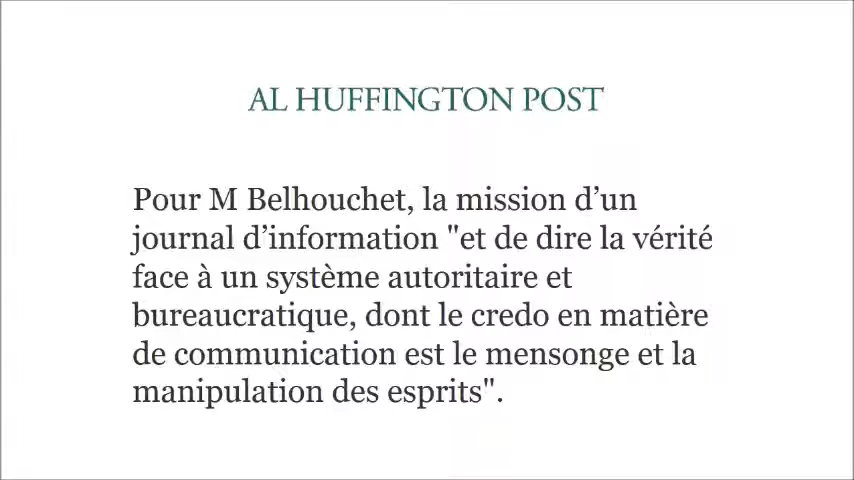 AL HUFFINGTON POST
Pour M Belhouchet, la mission d’un
journal d’information "et de dire la vérité
face à un système autoritaire et
bureaucratique, dont le credo en matière
de communication est le mensonge et la
manipulation des esprits".